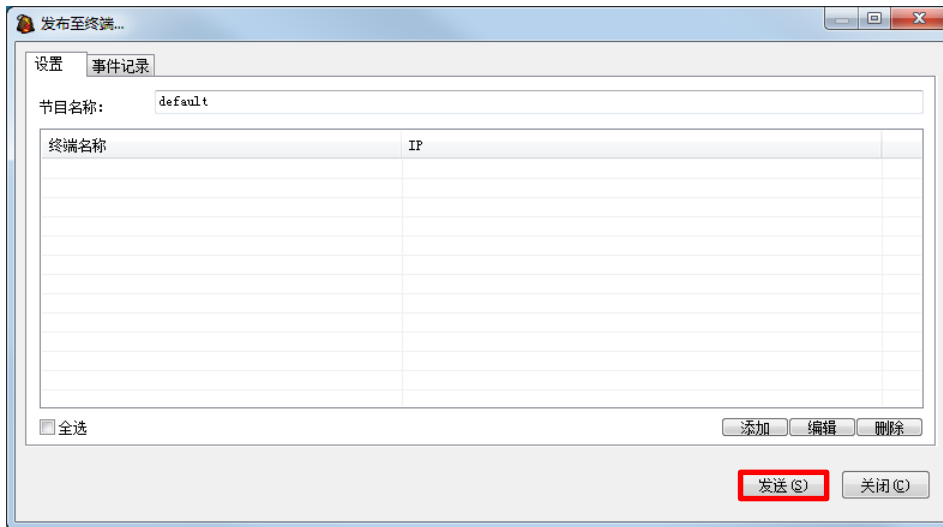 发布至终端...
设置 事件记录
节目名称: default
终端名称 IP
全选 添加 编辑 删除
发送(S) 关闭(C)